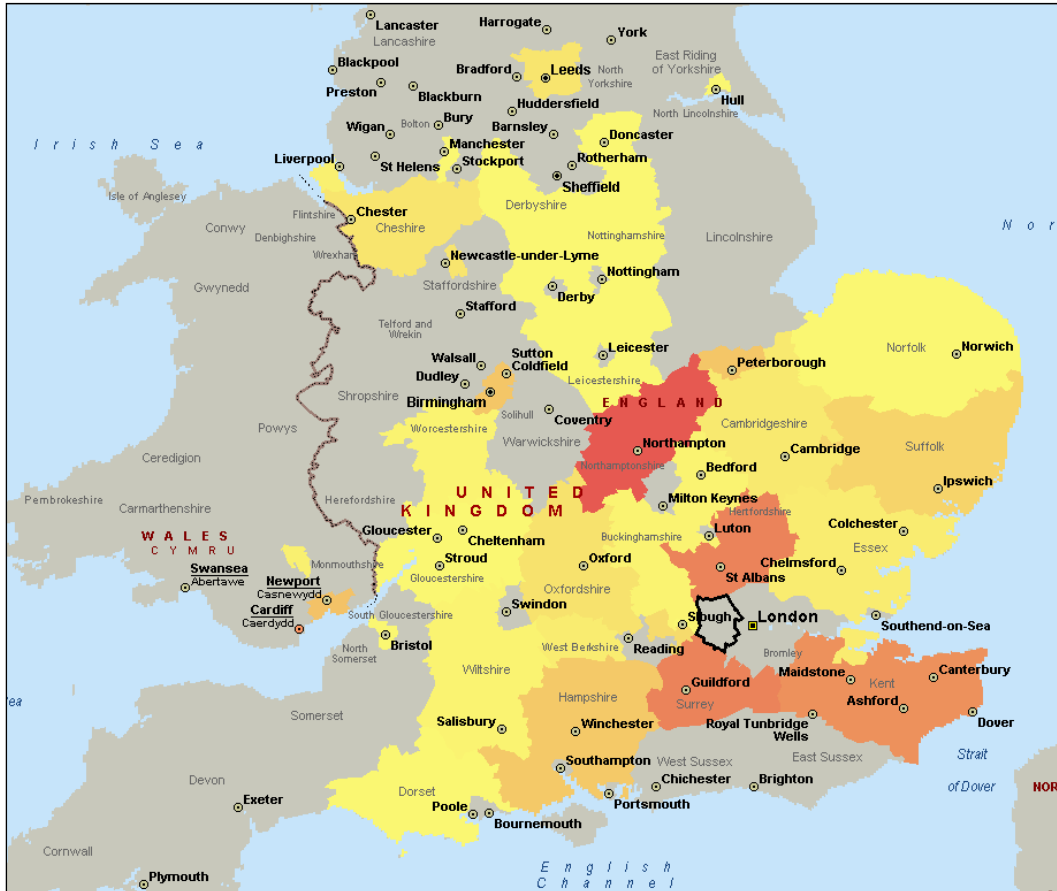 Lancaster
Harrogate
York
Lancashire
East Riding
of Yorkshire
Blackpool
Bradford
Leeds
North
Yorkshire
Preston
Blackburn
Hull
Huddersfield
North Lincolnshire
Wigan
Bolton
Bury
Barnsley
Doncaster
Irish Sea
Manchester
Liverpool
St Helens
Stockport
Rotherham
Sheffield
Isle of Anglesey
Flintshire
Chester
Derbyshire
Conwy
Cheshire
Nottinghamshire
Lincolnshire
Nor
Denbighshire
Wrexham
Newcastle-under-Lyme
Nottingham
Gwynedd
Staffordshire
Derby
Stafford
Telford and
Wrekin
Norfolk
Norwich
Walsall
Sutton
Coldfield
Leicester
Peterborough
Dudley
Leicestershire
Birmingham
Shropshire
ENGLAND
Solihull
Coventry
Powys
Worcestershire
Warwickshire
Cambridgeshire
Suffolk
Northampton
Ceredigion
Northamptonshire
Cambridge
Bedford
Pembrokeshire
Herefordshire
UNITED
KINGDOM
Ipswich
Milton Keynes
Carmarthenshire
Hertfordshire
WALES
CYMRU
Gloucester
Cheltenham
Buckinghamshire
Luton
Colchester
Essex
Monmouthshire
Stroud
Oxford
St Albans
Chelmsford
Swansea
Abertawe
Newport
Casnewydd
Gloucestershire
Oxfordshire
Cardiff
Caerdydd
South Gloucestershire
Swindon
Slough
London
Southend-on-Sea
North
Somerset
Bristol
West Berkshire
Reading
Bromley
Wiltshire
Maidstone
Kent
Canterbury
Guildford
Surrey
Hampshire
Ashford
ea
Somerset
Salisbury
Winchester
Royal Tunbridge
Wells
Dover
Southampton
West Sussex
East Sussex
Strait
of Dover
Devon
Chichester
Brighton
NOR
Dorset
Portsmouth
Exeter
Poole
Bournemouth
Cornwall
English
Channel
Plymouth